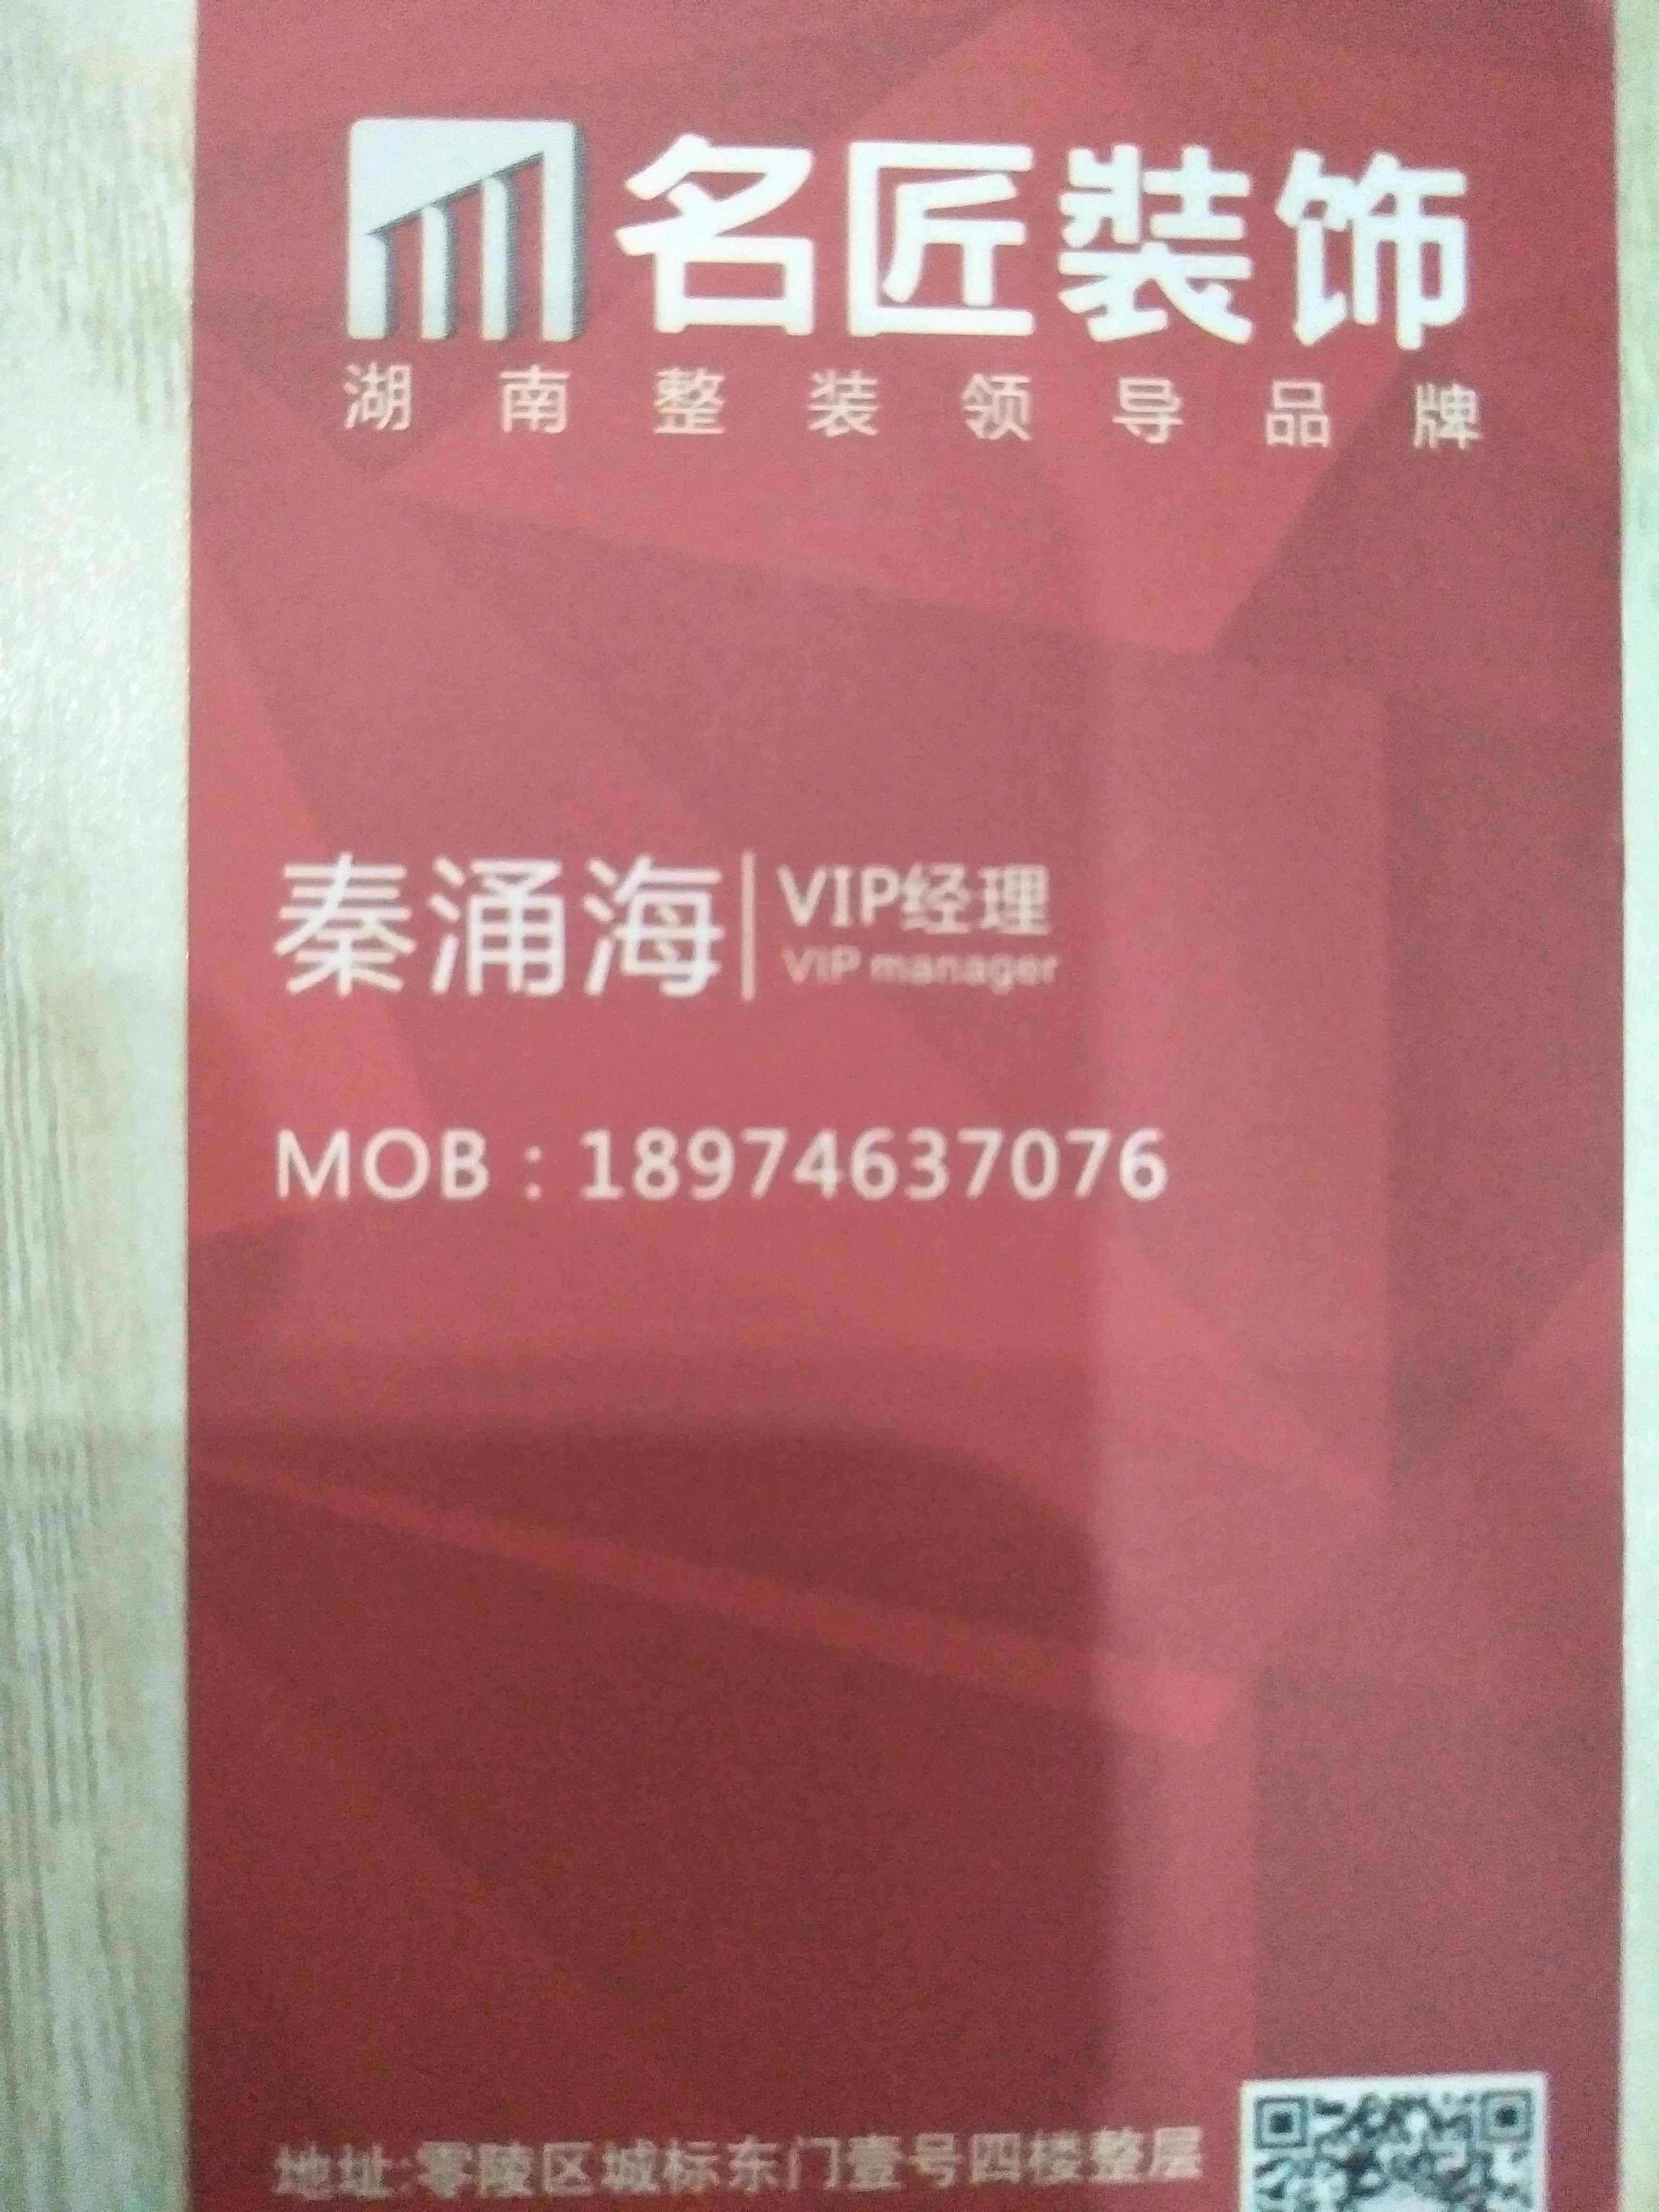 名匠装饰
湖南整装领导品牌
秦涌海
VIP经理
VIP manager
MOB：18974637076
地址:零陵区城标东门壹号四楼整层